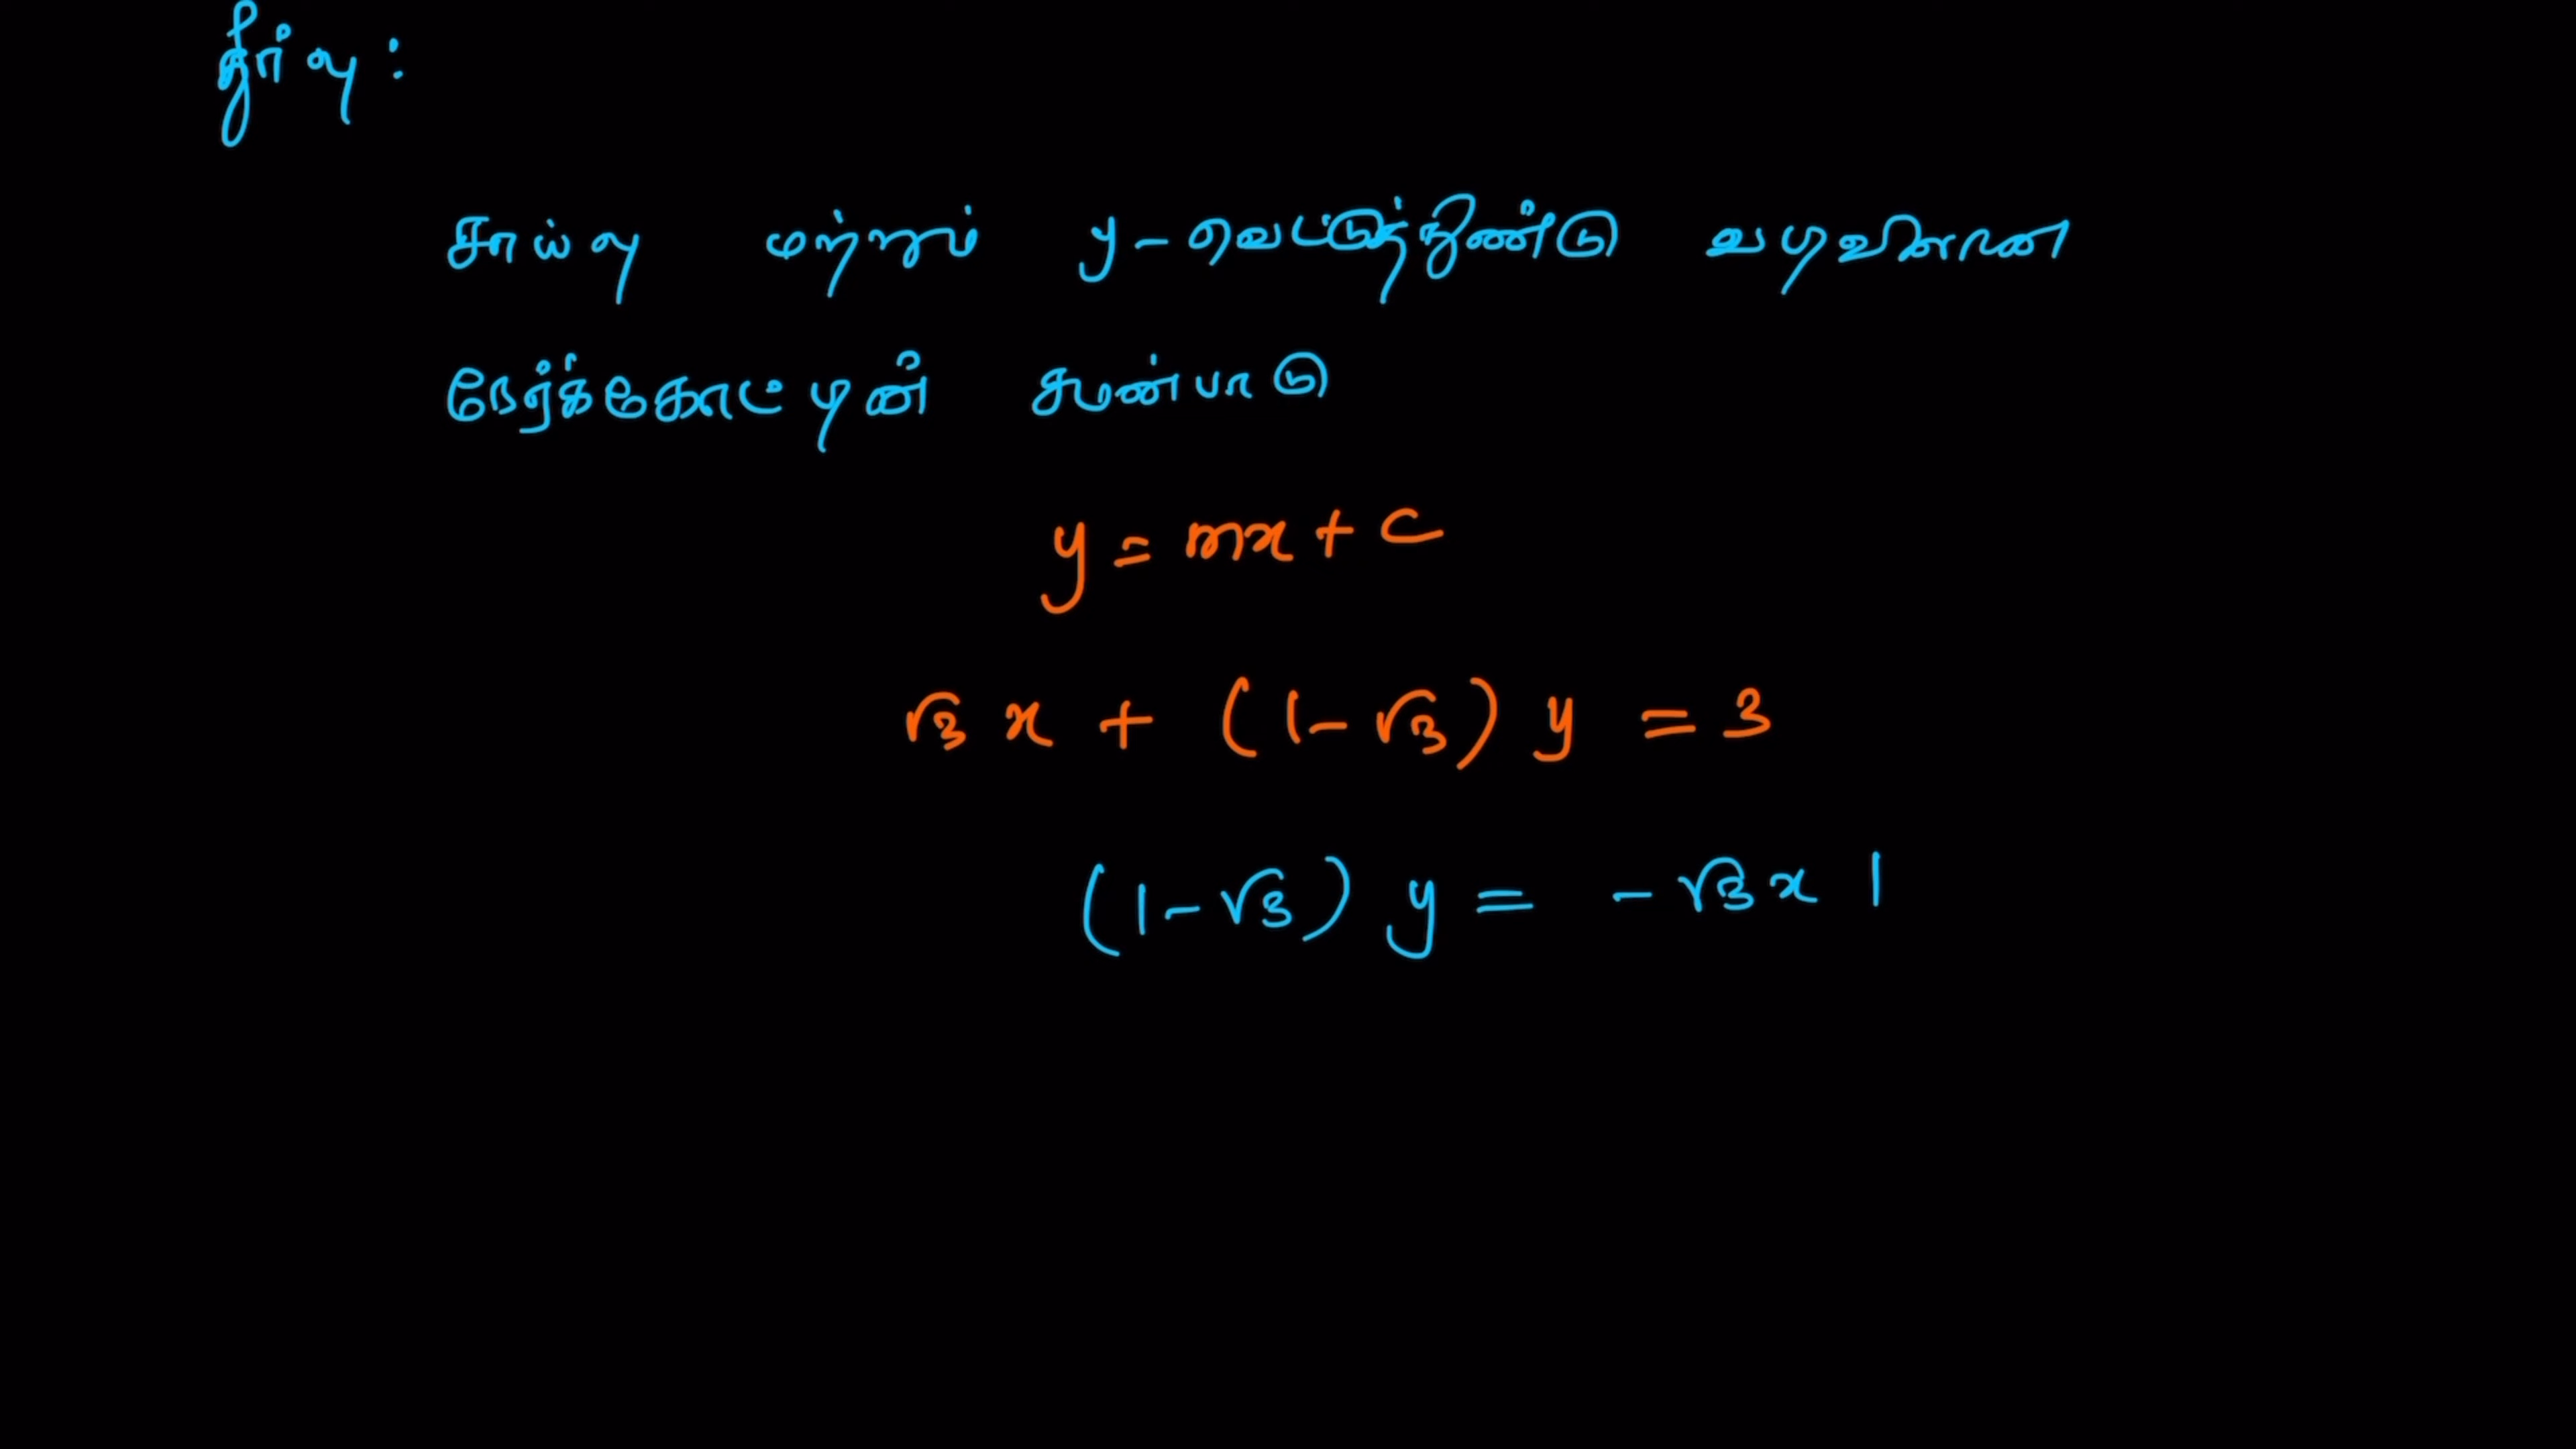 தீர்வு :
சாய்வு மற்றும் y-வெட்டுத்துண்டு வடிவிலான
நேர்க்கோட்டின் சமன்பாடு
y = mx + c
√3 x + (1-√3) y = 3
(1-√3) y = -√3 x |